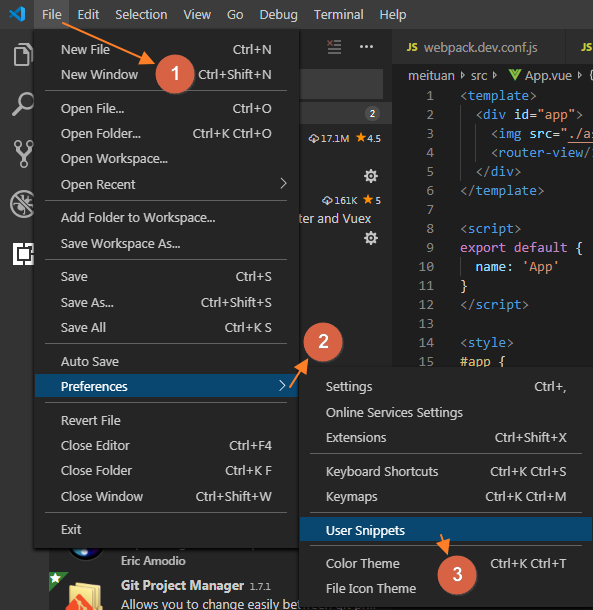 File Edit Selection View Go Debug Terminal Help
New File Ctrl+N
New Window Ctrl+Shift+N
1
Open File... Ctrl+O
Open Folder... Ctrl+K Ctrl+O
Open Workspace...
Open Recent
Add Folder to Workspace...
Save Workspace As...
Save Ctrl+S
Save As... Ctrl+Shift+S
Save All Ctrl+K S
Auto Save
Preferences
2
Revert File
Close Editor Ctrl+F4
Close Folder Ctrl+K F
Close Window Ctrl+Shift+W
Exit
Settings Ctrl+,
Online Services Settings
Extensions Ctrl+Shift+X
Keyboard Shortcuts Ctrl+K Ctrl+S
Keymaps Ctrl+K Ctrl+M
User Snippets
3
Color Theme Ctrl+K Ctrl+T
File Icon Theme
2
17.1M 4.5
161K 5
and Vuex
Eric Amodio
Git Project Manager 1.7.1
Allows you to change easily
JS webpack.dev.conf.js
JS
meituan > src > App.vue >
1 <template>
2 <div id="app">
3 <img src="./as
4 <router-view/
5 </div>
6 </template>
7
8 <script>
9 export default {
10 name: 'App'
11 }
12 </script>
13
14 <style>
15 #app {